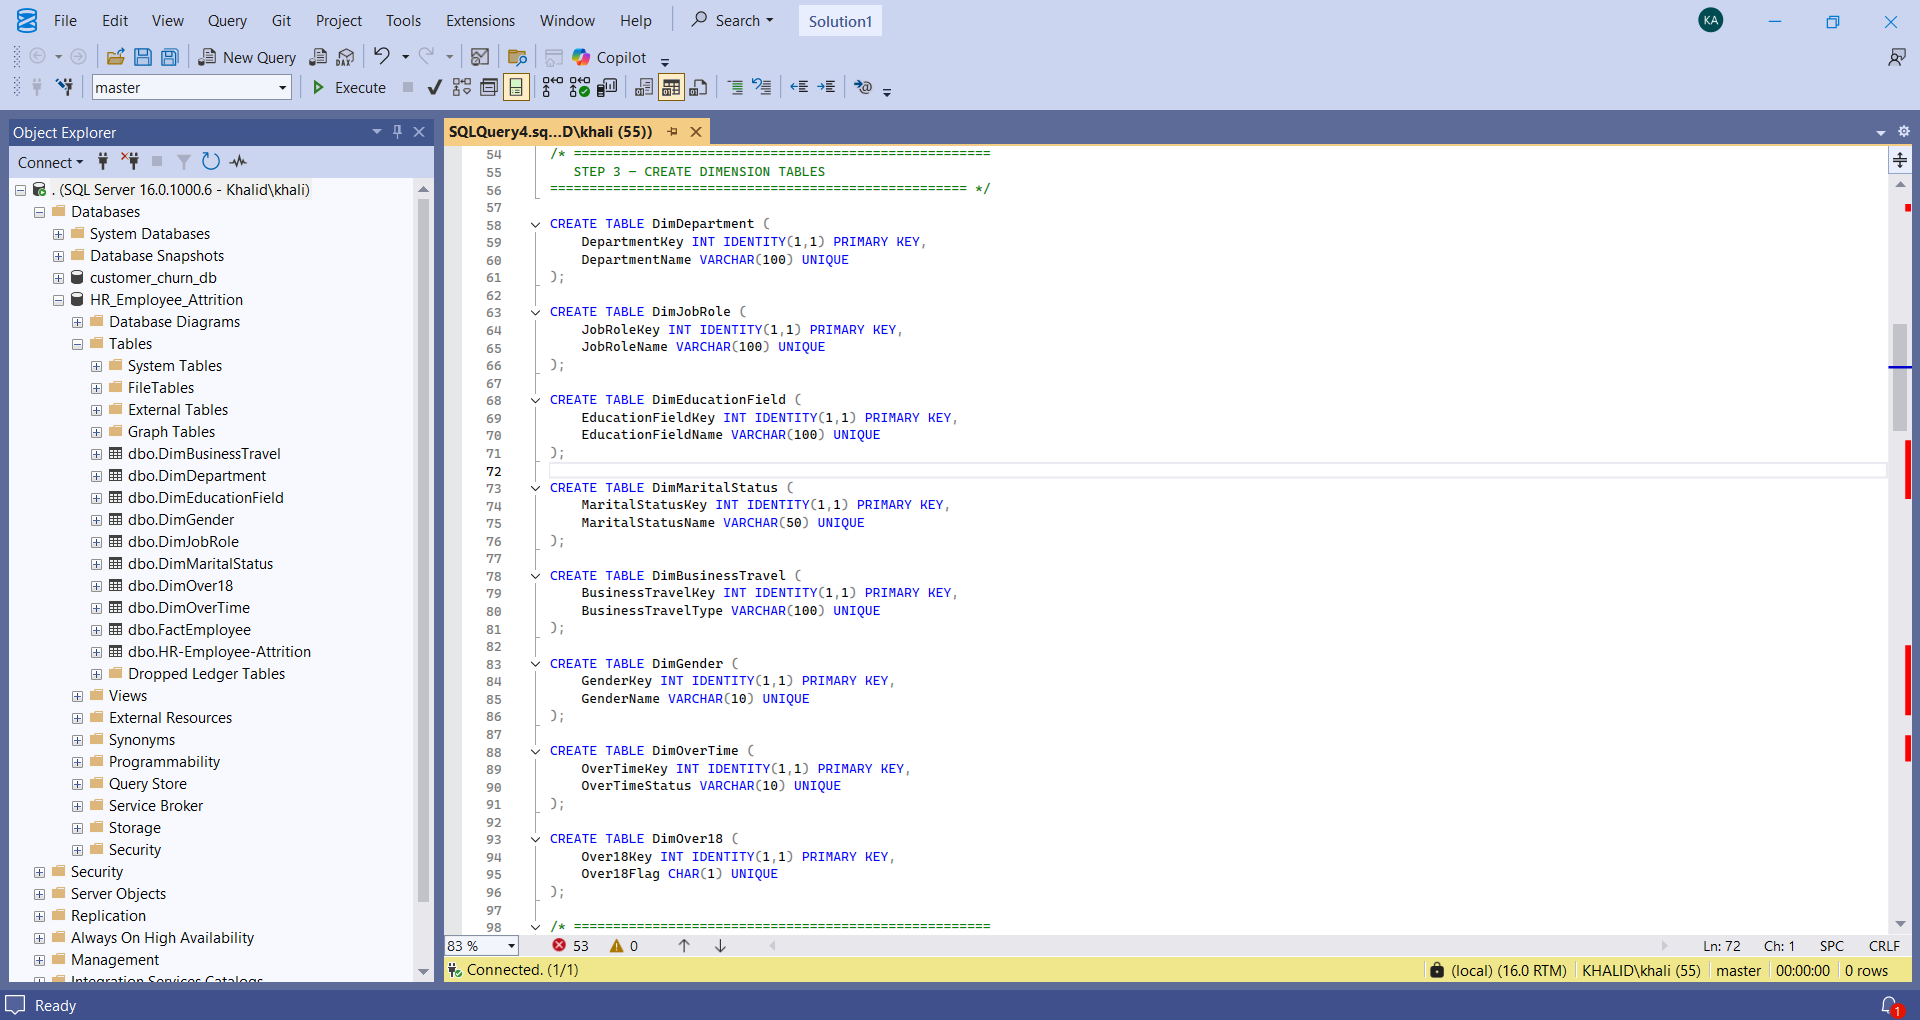 File Edit View Query Git Project Tools Extensions Window Help Search Solution1 KA
New Query DAX Copilot
master Execute
Object Explorer
Connect
. (SQL Server 16.0.1000.6 - Khalid\khali)
Databases
System Databases
Database Snapshots
customer_churn_db
HR_Employee_Attrition
Database Diagrams
Tables
System Tables
FileTables
External Tables
Graph Tables
dbo.DimBusinessTravel
dbo.DimDepartment
dbo.DimEducationField
dbo.DimGender
dbo.DimJobRole
dbo.DimMaritalStatus
dbo.DimOver18
dbo.DimOverTime
dbo.FactEmployee
dbo.HR-Employee-Attrition
Dropped Ledger Tables
Views
External Resources
Synonyms
Programmability
Query Store
Service Broker
Storage
Security
Security
Server Objects
Replication
Always On High Availability
Management
Integration Services Catalogs
SQLQuery4.sq...D\khali (55))
54 /* =====================================================
55 STEP 3 – CREATE DIMENSION TABLES
56 ===================================================== */
57
58 CREATE TABLE DimDepartment (
59 DepartmentKey INT IDENTITY(1,1) PRIMARY KEY,
60 DepartmentName VARCHAR(100) UNIQUE
61 );
62
63 CREATE TABLE DimJobRole (
64 JobRoleKey INT IDENTITY(1,1) PRIMARY KEY,
65 JobRoleName VARCHAR(100) UNIQUE
66 );
67
68 CREATE TABLE DimEducationField (
69 EducationFieldKey INT IDENTITY(1,1) PRIMARY KEY,
70 EducationFieldName VARCHAR(100) UNIQUE
71 );
72
73 CREATE TABLE DimMaritalStatus (
74 MaritalStatusKey INT IDENTITY(1,1) PRIMARY KEY,
75 MaritalStatusName VARCHAR(50) UNIQUE
76 );
77
78 CREATE TABLE DimBusinessTravel (
79 BusinessTravelKey INT IDENTITY(1,1) PRIMARY KEY,
80 BusinessTravelType VARCHAR(100) UNIQUE
81 );
82
83 CREATE TABLE DimGender (
84 GenderKey INT IDENTITY(1,1) PRIMARY KEY,
85 GenderName VARCHAR(10) UNIQUE
86 );
87
88 CREATE TABLE DimOverTime (
89 OverTimeKey INT IDENTITY(1,1) PRIMARY KEY,
90 OverTimeStatus VARCHAR(10) UNIQUE
91 );
92
93 CREATE TABLE DimOver18 (
94 Over18Key INT IDENTITY(1,1) PRIMARY KEY,
95 Over18Flag CHAR(1) UNIQUE
96 );
97
98 /* =====================================================
83 % 53 0 Ln: 72 Ch: 1 SPC CRLF
Connected. (1/1) (local) (16.0 RTM) KHALID\khali (55) master 00:00:00 0 rows
Ready 1